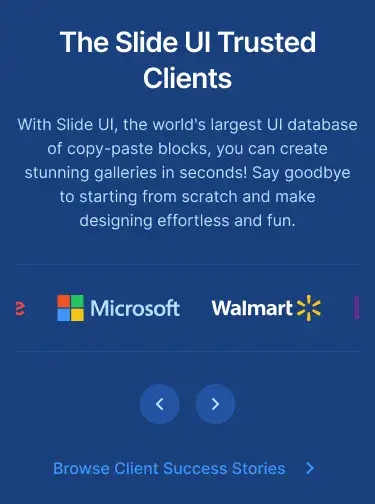 The Slide UI Trusted
Clients
With Slide UI, the world's largest UI database
of copy-paste blocks, you can create
stunning galleries in seconds! Say goodbye
to starting from scratch and make
designing effortless and fun.
Microsoft
Walmart
Browse Client Success Stories